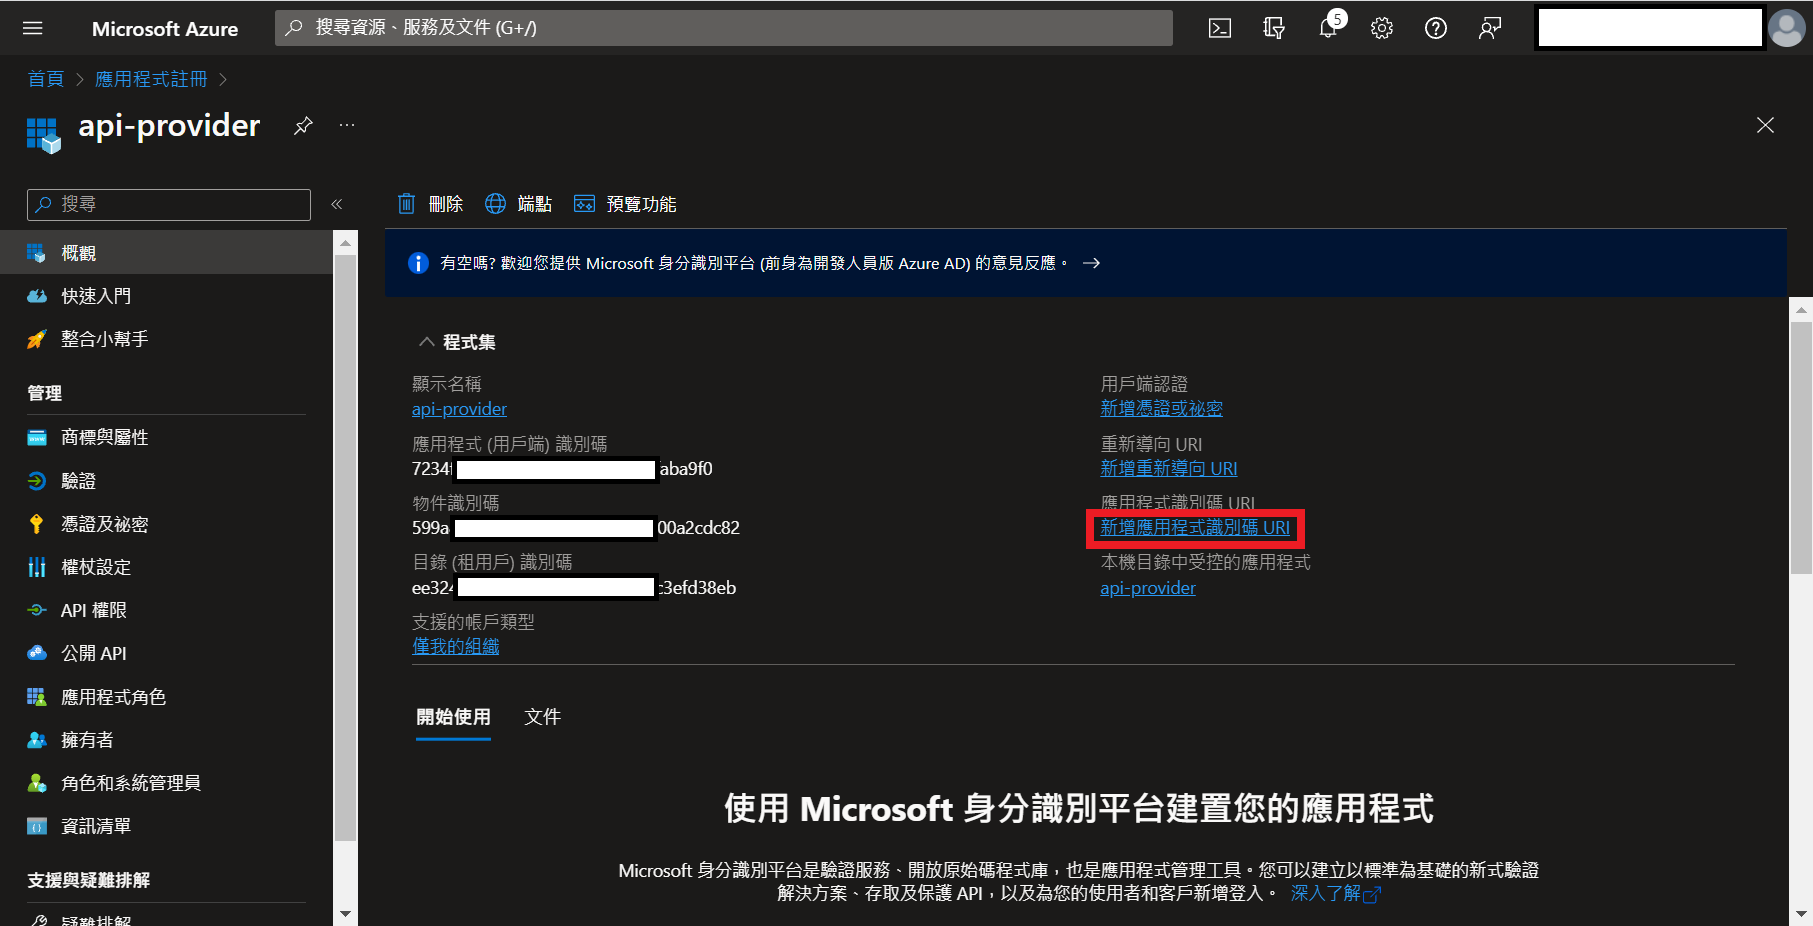 Microsoft Azure
搜尋資源、服務及文件 (G+/)
5
首頁 > 應用程式註冊 >
api-provider
搜尋
«
刪除
端點
預覽功能
概觀
快速入門
整合小幫手
管理
商標與屬性
驗證
憑證及祕密
權杖設定
API 權限
公開 API
應用程式角色
擁有者
角色和系統管理員
資訊清單
支援與疑難排解
疑難排解
有空嗎? 歡迎您提供 Microsoft 身分識別平台 (前身為開發人員版 Azure AD) 的意見反應。 →
程式集
顯示名稱
api-provider
應用程式 (用戶端) 識別碼
7234f aba9f0
物件識別碼
599a 00a2cdc82
目錄 (租用戶) 識別碼
ee324 c3efd38eb
支援的帳戶類型
僅我的組織
用戶端認證
新增憑證或祕密
重新導向 URI
新增重新導向 URI
應用程式識別碼 URI
新增應用程式識別碼 URI
本機目錄中受控的應用程式
api-provider
開始使用
文件
使用 Microsoft 身分識別平台建置您的應用程式
Microsoft 身分識別平台是驗證服務、開放原始碼程式庫，也是應用程式管理工具。您可以建立以標準為基礎的新式驗證
解決方案、存取及保護 API，以及為您的使用者和客戶新增登入。 深入了解